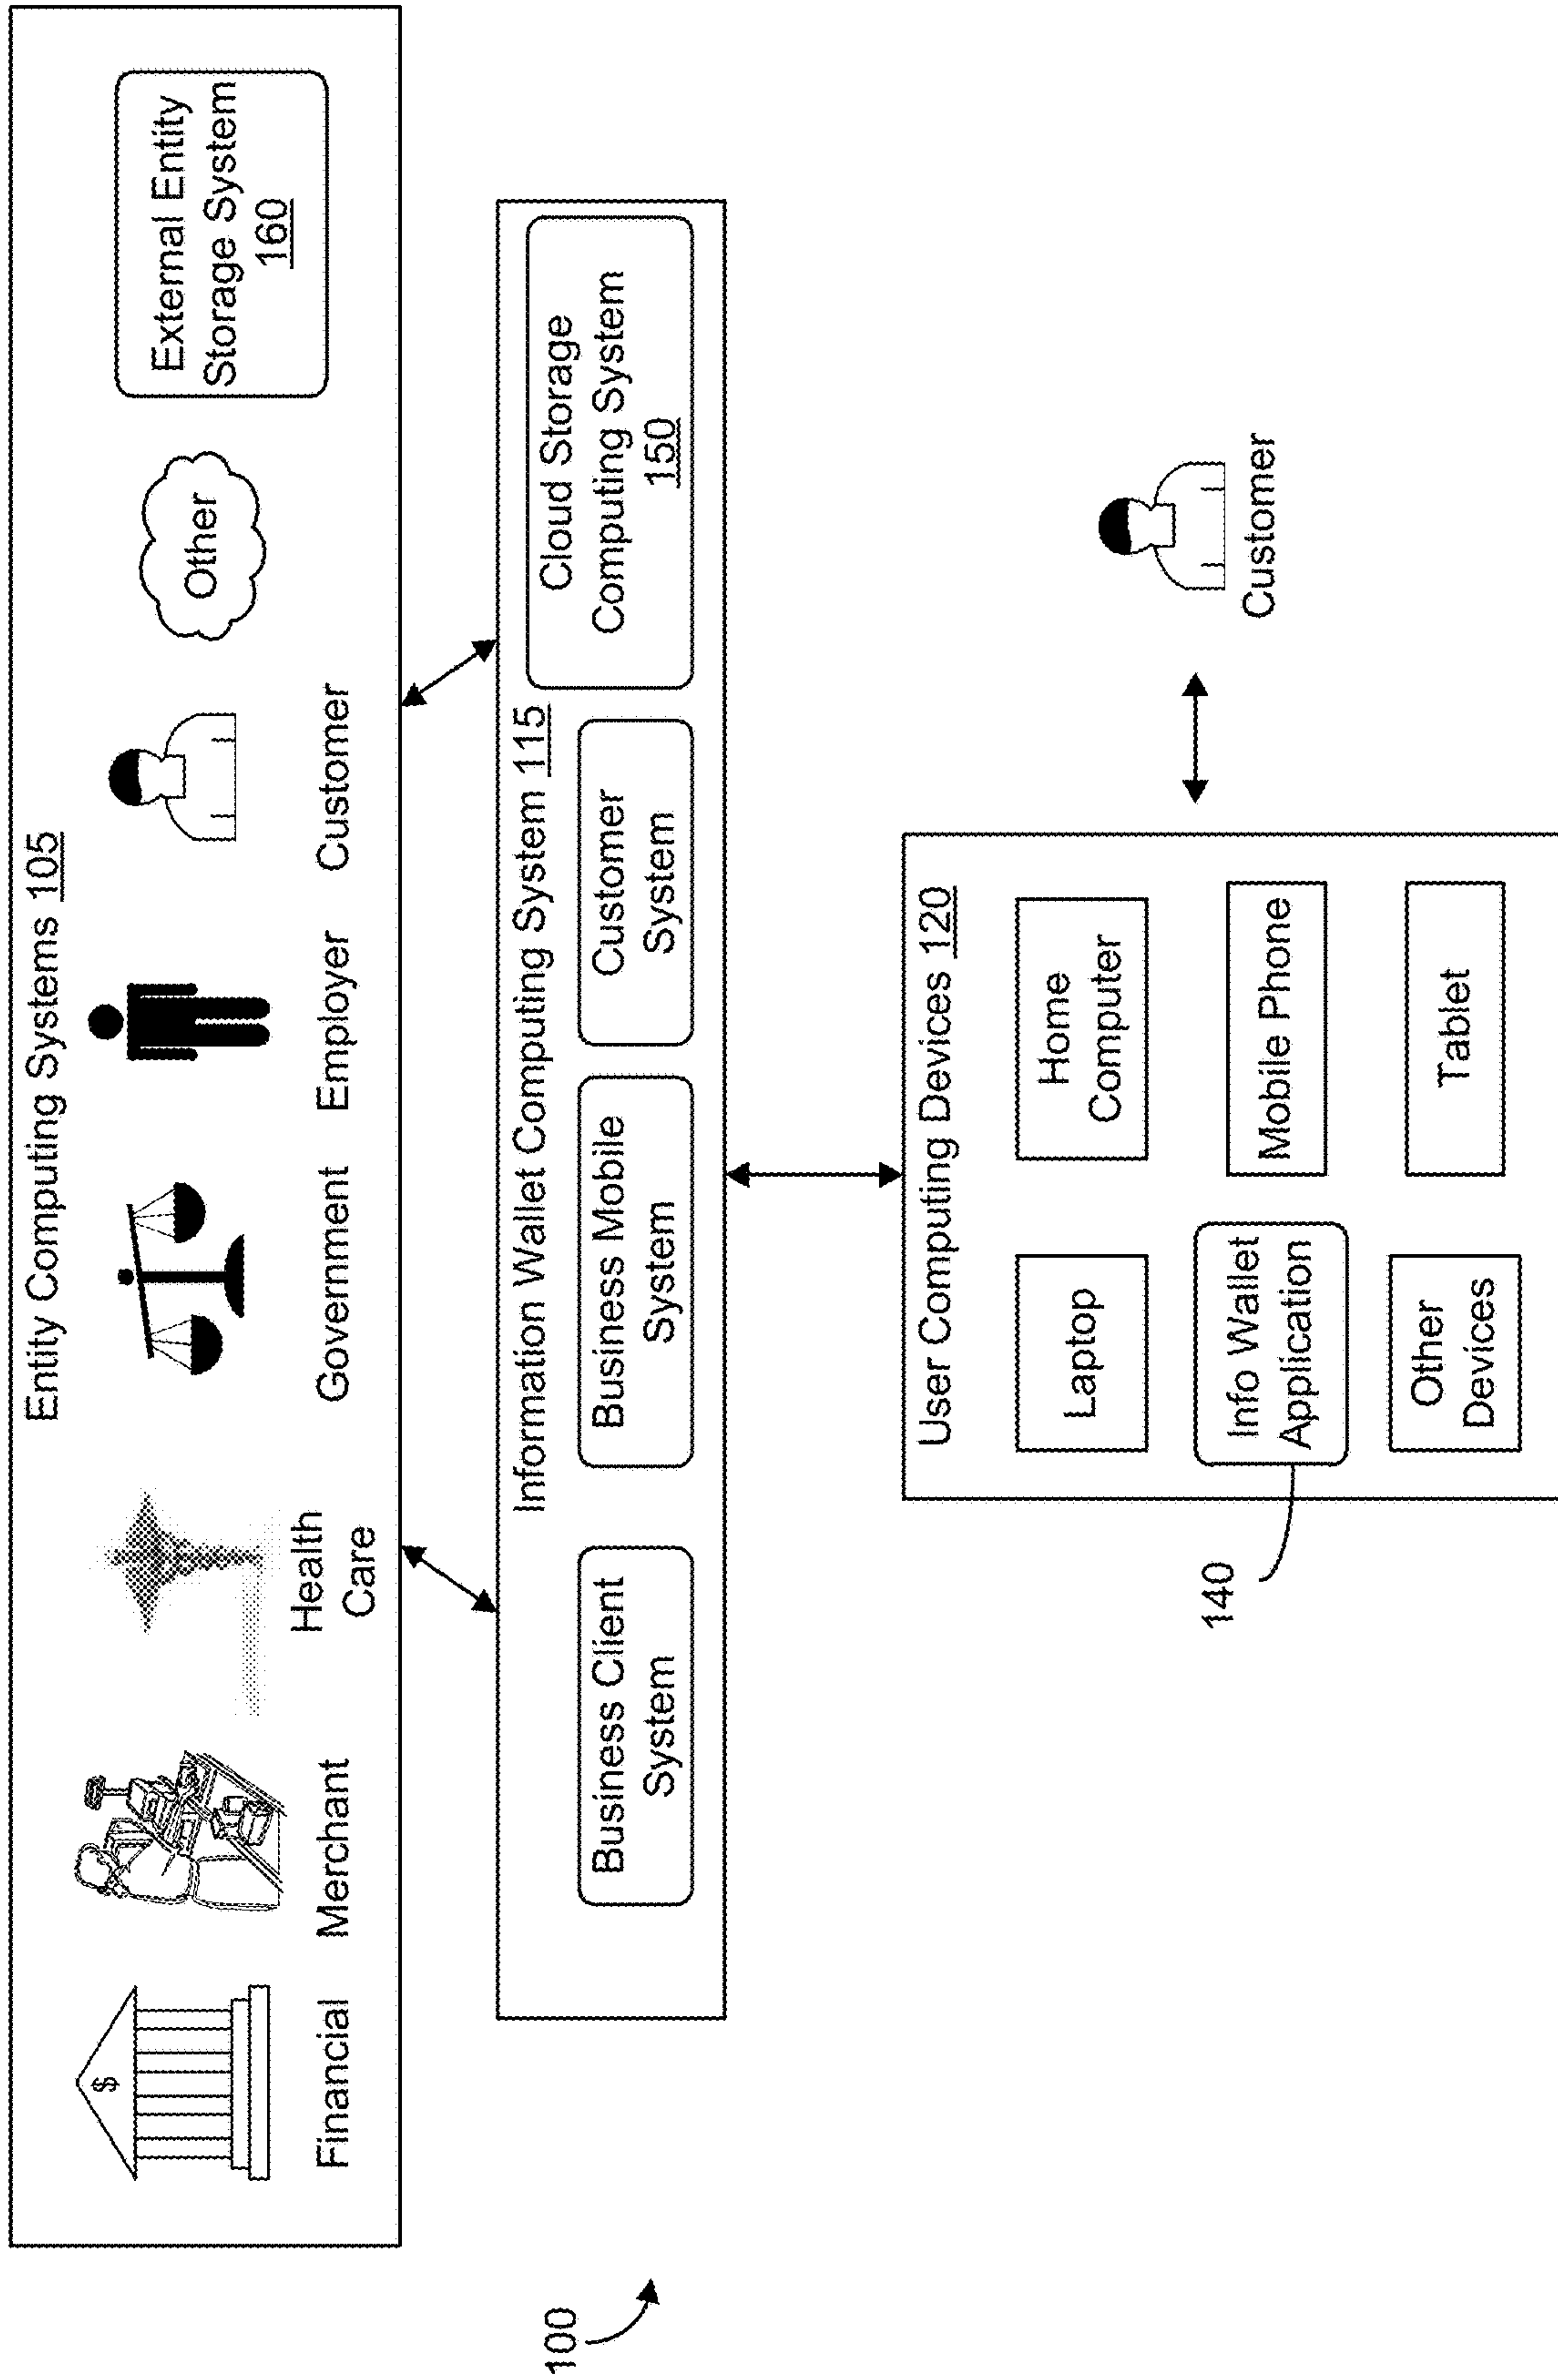 Entity Computing Systems 105
$
Financial
Merchant
Health
Care
Government
Employer
Customer
Other
External Entity
Storage System
160
100
Information Wallet Computing System 115
Business Client
System
Business Mobile
System
Customer
System
Cloud Storage
Computing System
150
User Computing Devices 120
Laptop
Home
Computer
Info Wallet
Application
Mobile Phone
Other
Devices
Tablet
140
Customer